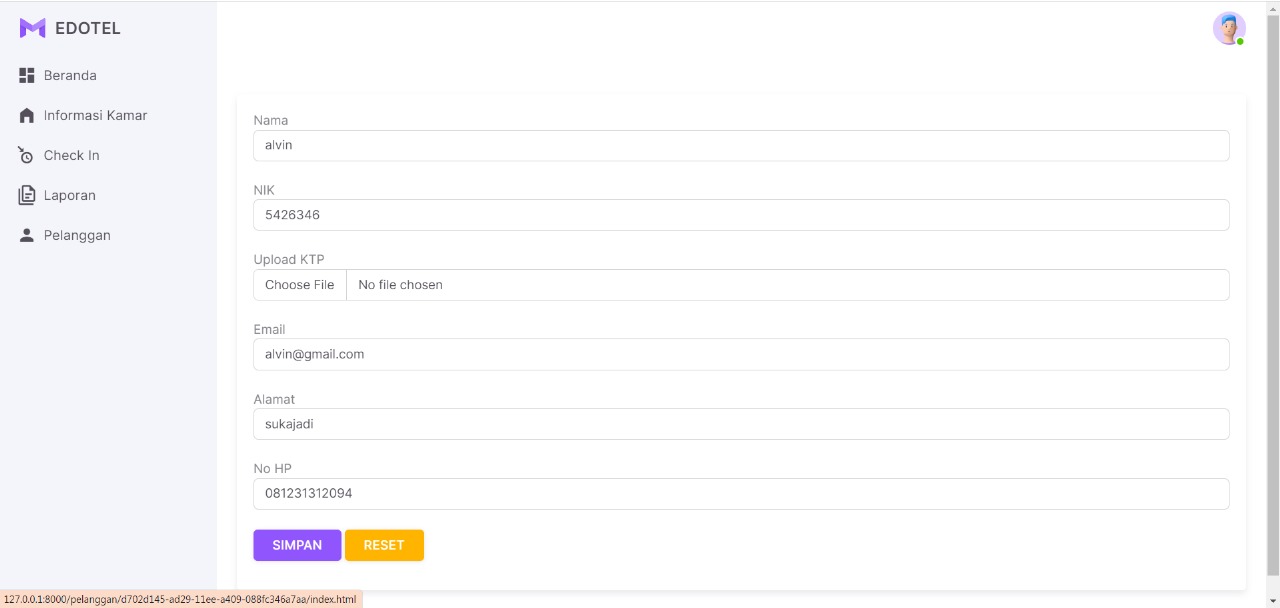 EDOTEL
Beranda
Informasi Kamar
Check In
Laporan
Pelanggan
Nama
alvin
NIK
5426346
Upload KTP
Choose File No file chosen
Email
alvin@gmail.com
Alamat
sukajadi
No HP
081231312094
SIMPAN RESET
127.0.0.1:8000/pelanggan/d702d145-ad29-11ee-a409-088fc346a7aa/index.html